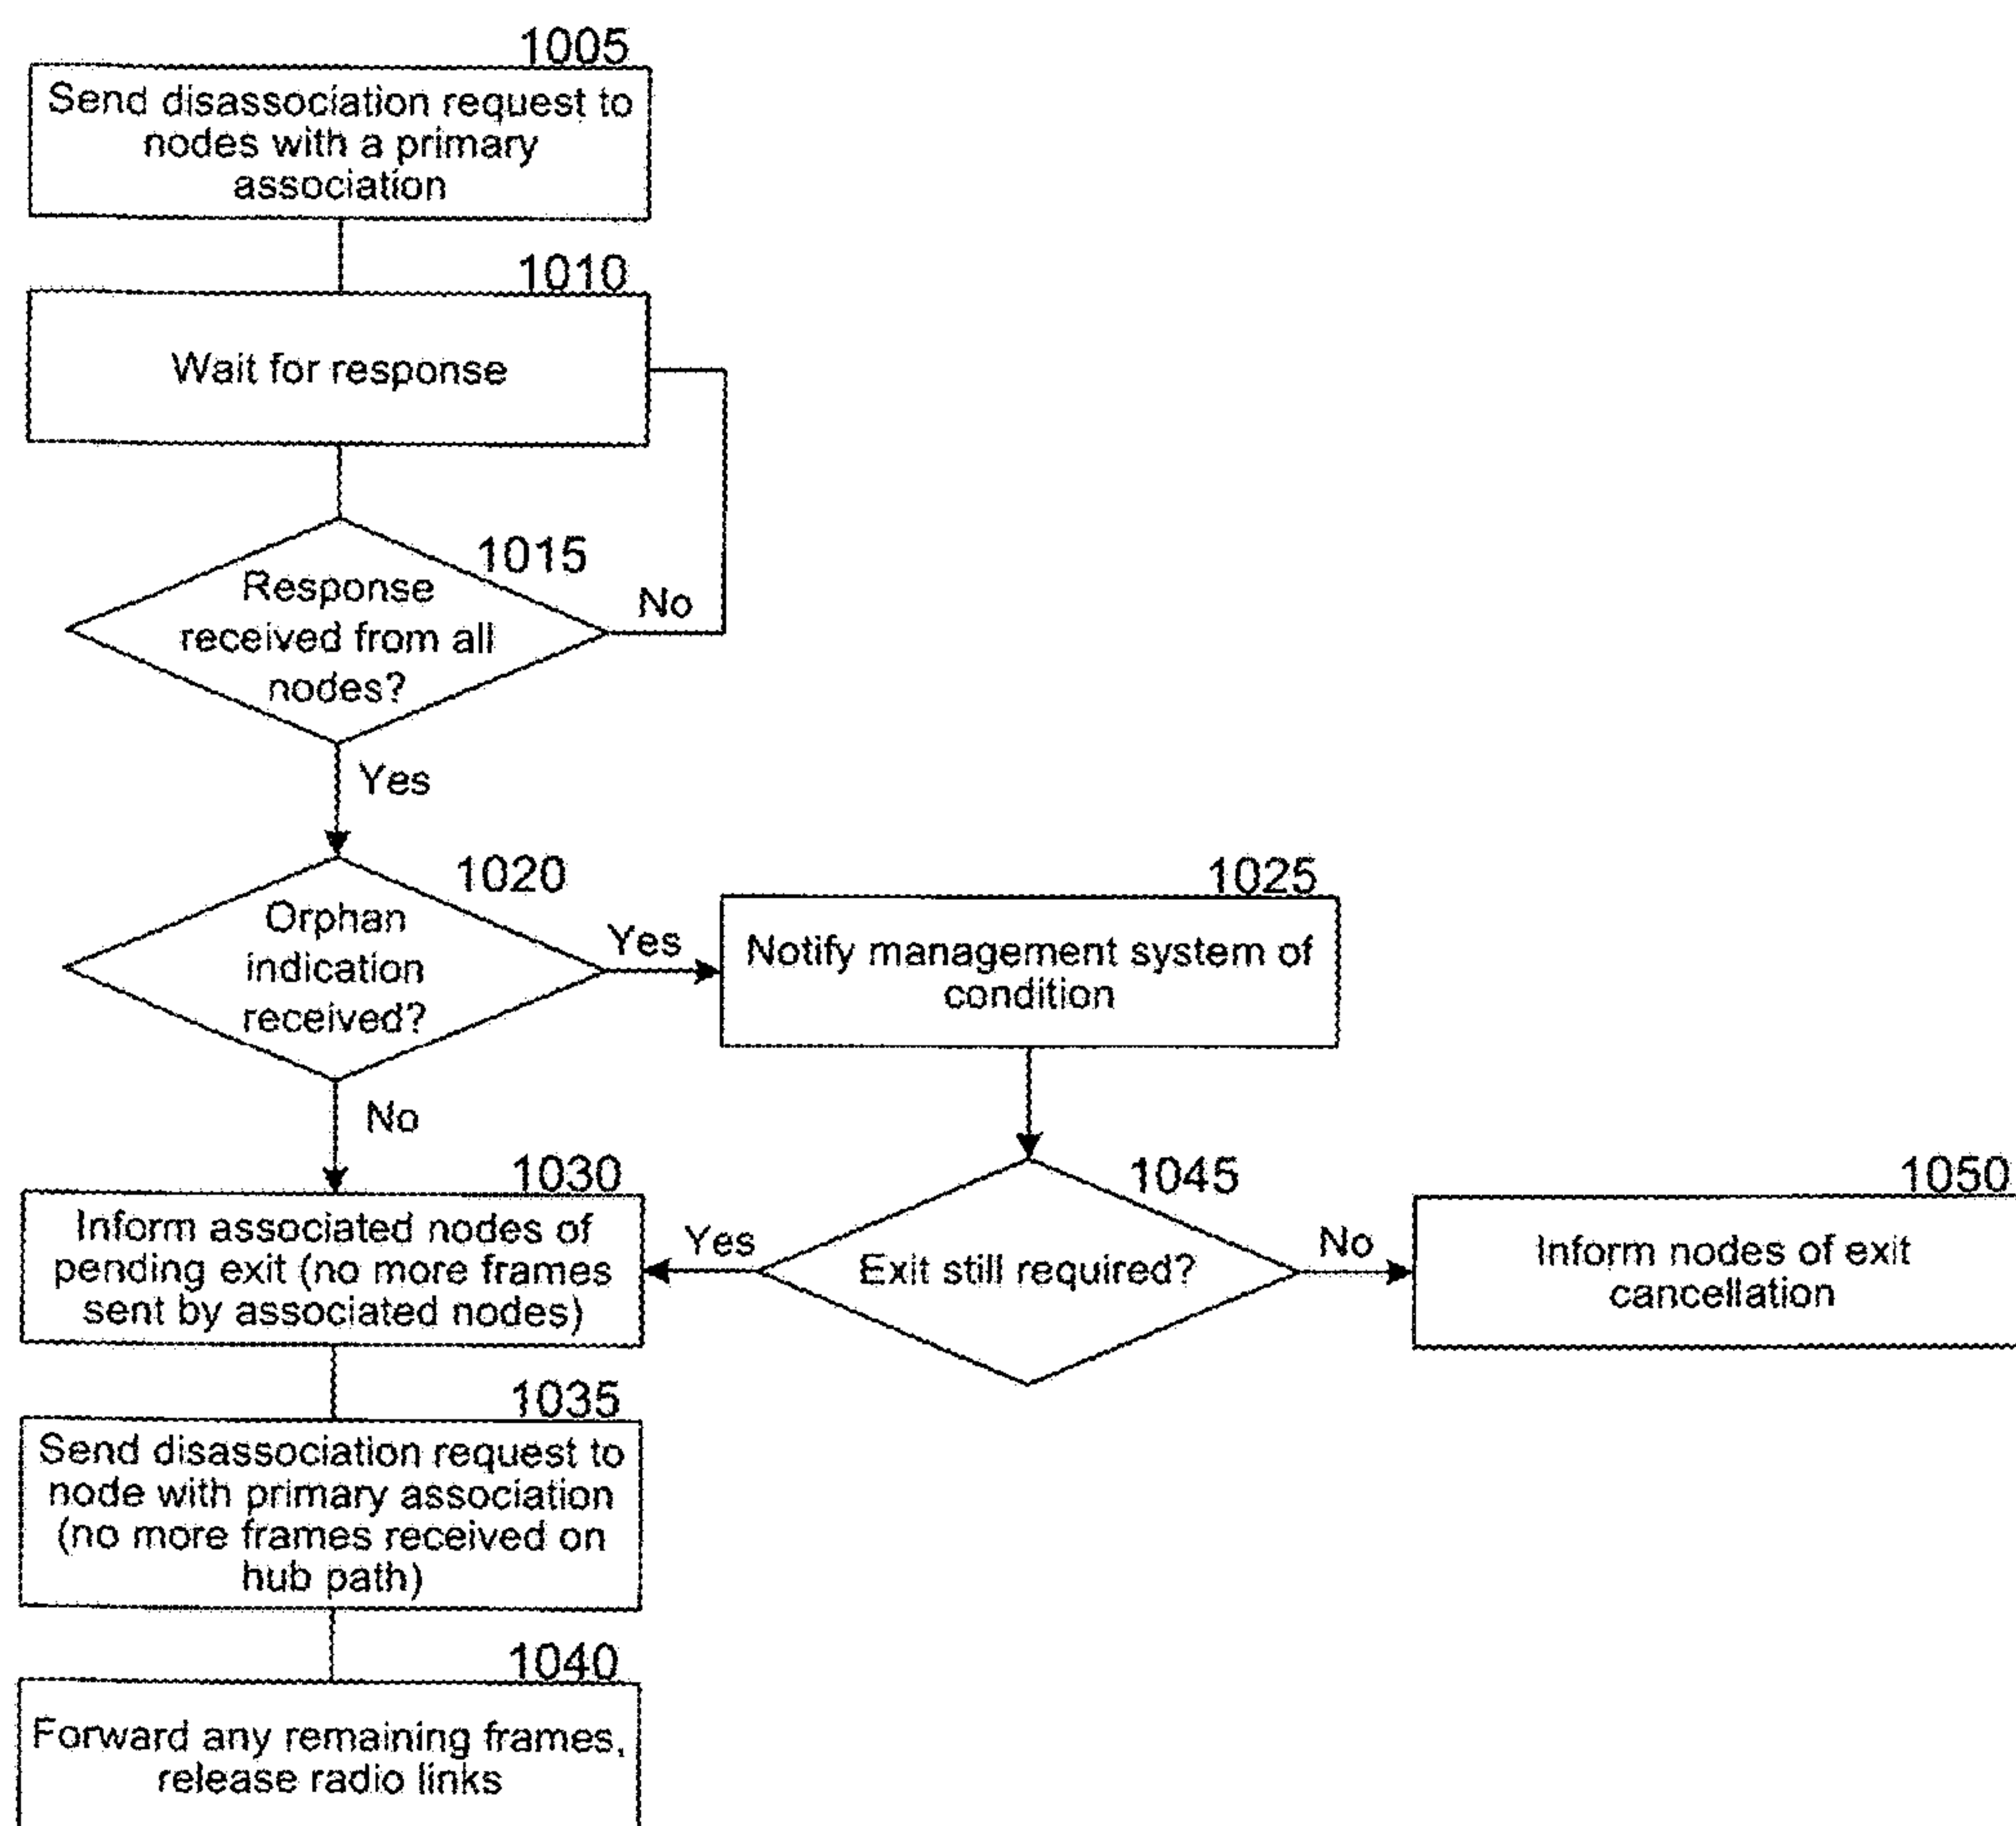 1005
Send disassociation request to
nodes with a primary
association
1010
Wait for response
1015
Response
received from all
nodes?
No
Yes
1020
Orphan
indication
received?
Yes
1025
Notify management system of
condition
No
1030
Inform associated nodes of
pending exit (no more frames
sent by associated nodes)
Yes
1045
Exit still required?
No
1050
Inform nodes of exit
cancellation
1035
Send disassociation request to
node with primary association
(no more frames received on
hub path)
1040
Forward any remaining frames,
release radio links